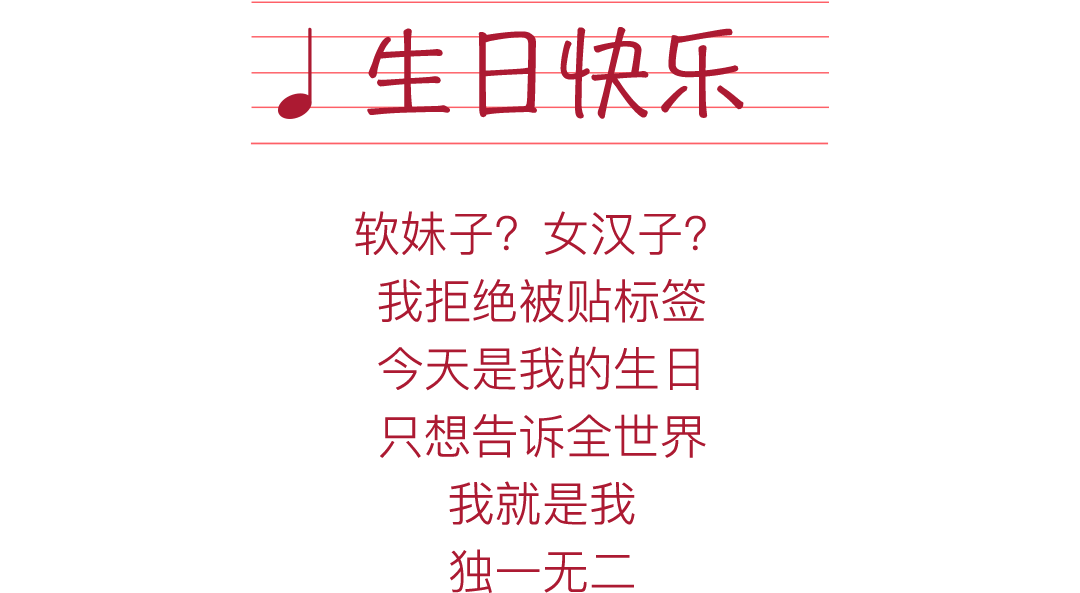 生日快乐
软妹子？女汉子？
我拒绝被贴标签
今天是我的生日
只想告诉全世界
我就是我
独一无二